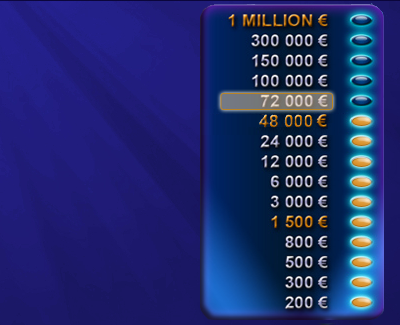 1 MILLION €
300 000 €
150 000 €
100 000 €
72 000 €
48 000 €
24 000 €
12 000 €
6 000 €
3 000 €
1 500 €
800 €
500 €
300 €
200 €